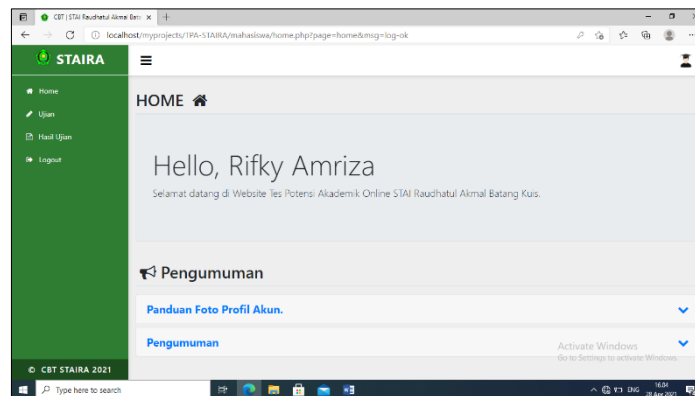 CBT | STAI Raudhatul Akmal Bata
localhost/myprojects/TPA-STAIRA/mahasiswa/home.php?page=home&msg=log-ok
STAIRA
Home
Ujian
Hasil Ujian
Logout
HOME
Hello, Rifky Amriza
Selamat datang di Website Tes Potensi Akademik Online STAI Raudhatul Akmal Batang Kuis.
Pengumuman
Panduan Foto Profil Akun.
Pengumuman
Activate Windows
Go to Settings to activate Windows.
© CBT STAIRA 2021
Type here to search
ENG
16.04
28 Apr 2021